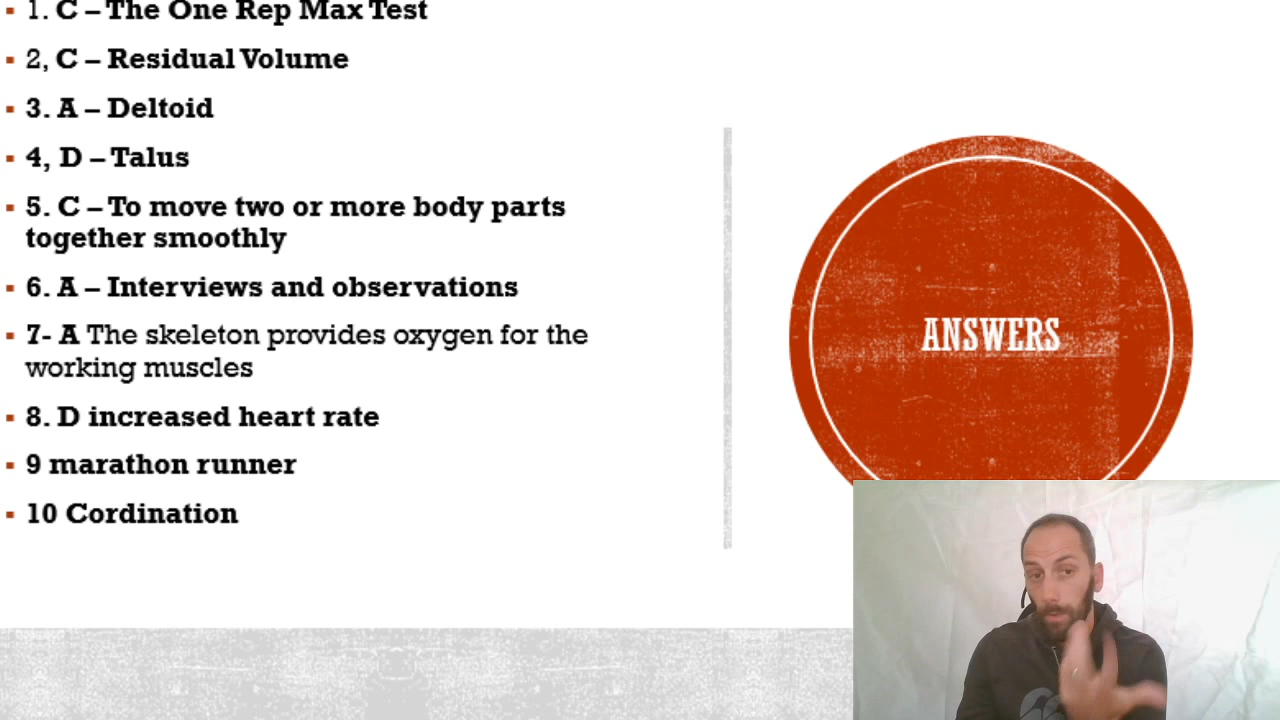 1. C – The One Rep Max Test
2, C – Residual Volume
3. A – Deltoid
4, D – Talus
5. C – To move two or more body parts
together smoothly
6. A – Interviews and observations
7- A The skeleton provides oxygen for the
working muscles
8. D increased heart rate
9 marathon runner
10 Cordination
ANSWERS